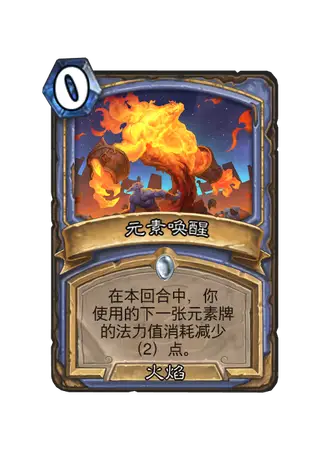 0
元素唤醒
在本回合中，你
使用的下一张元素牌
的法力值消耗减少
（2）点。
火焰